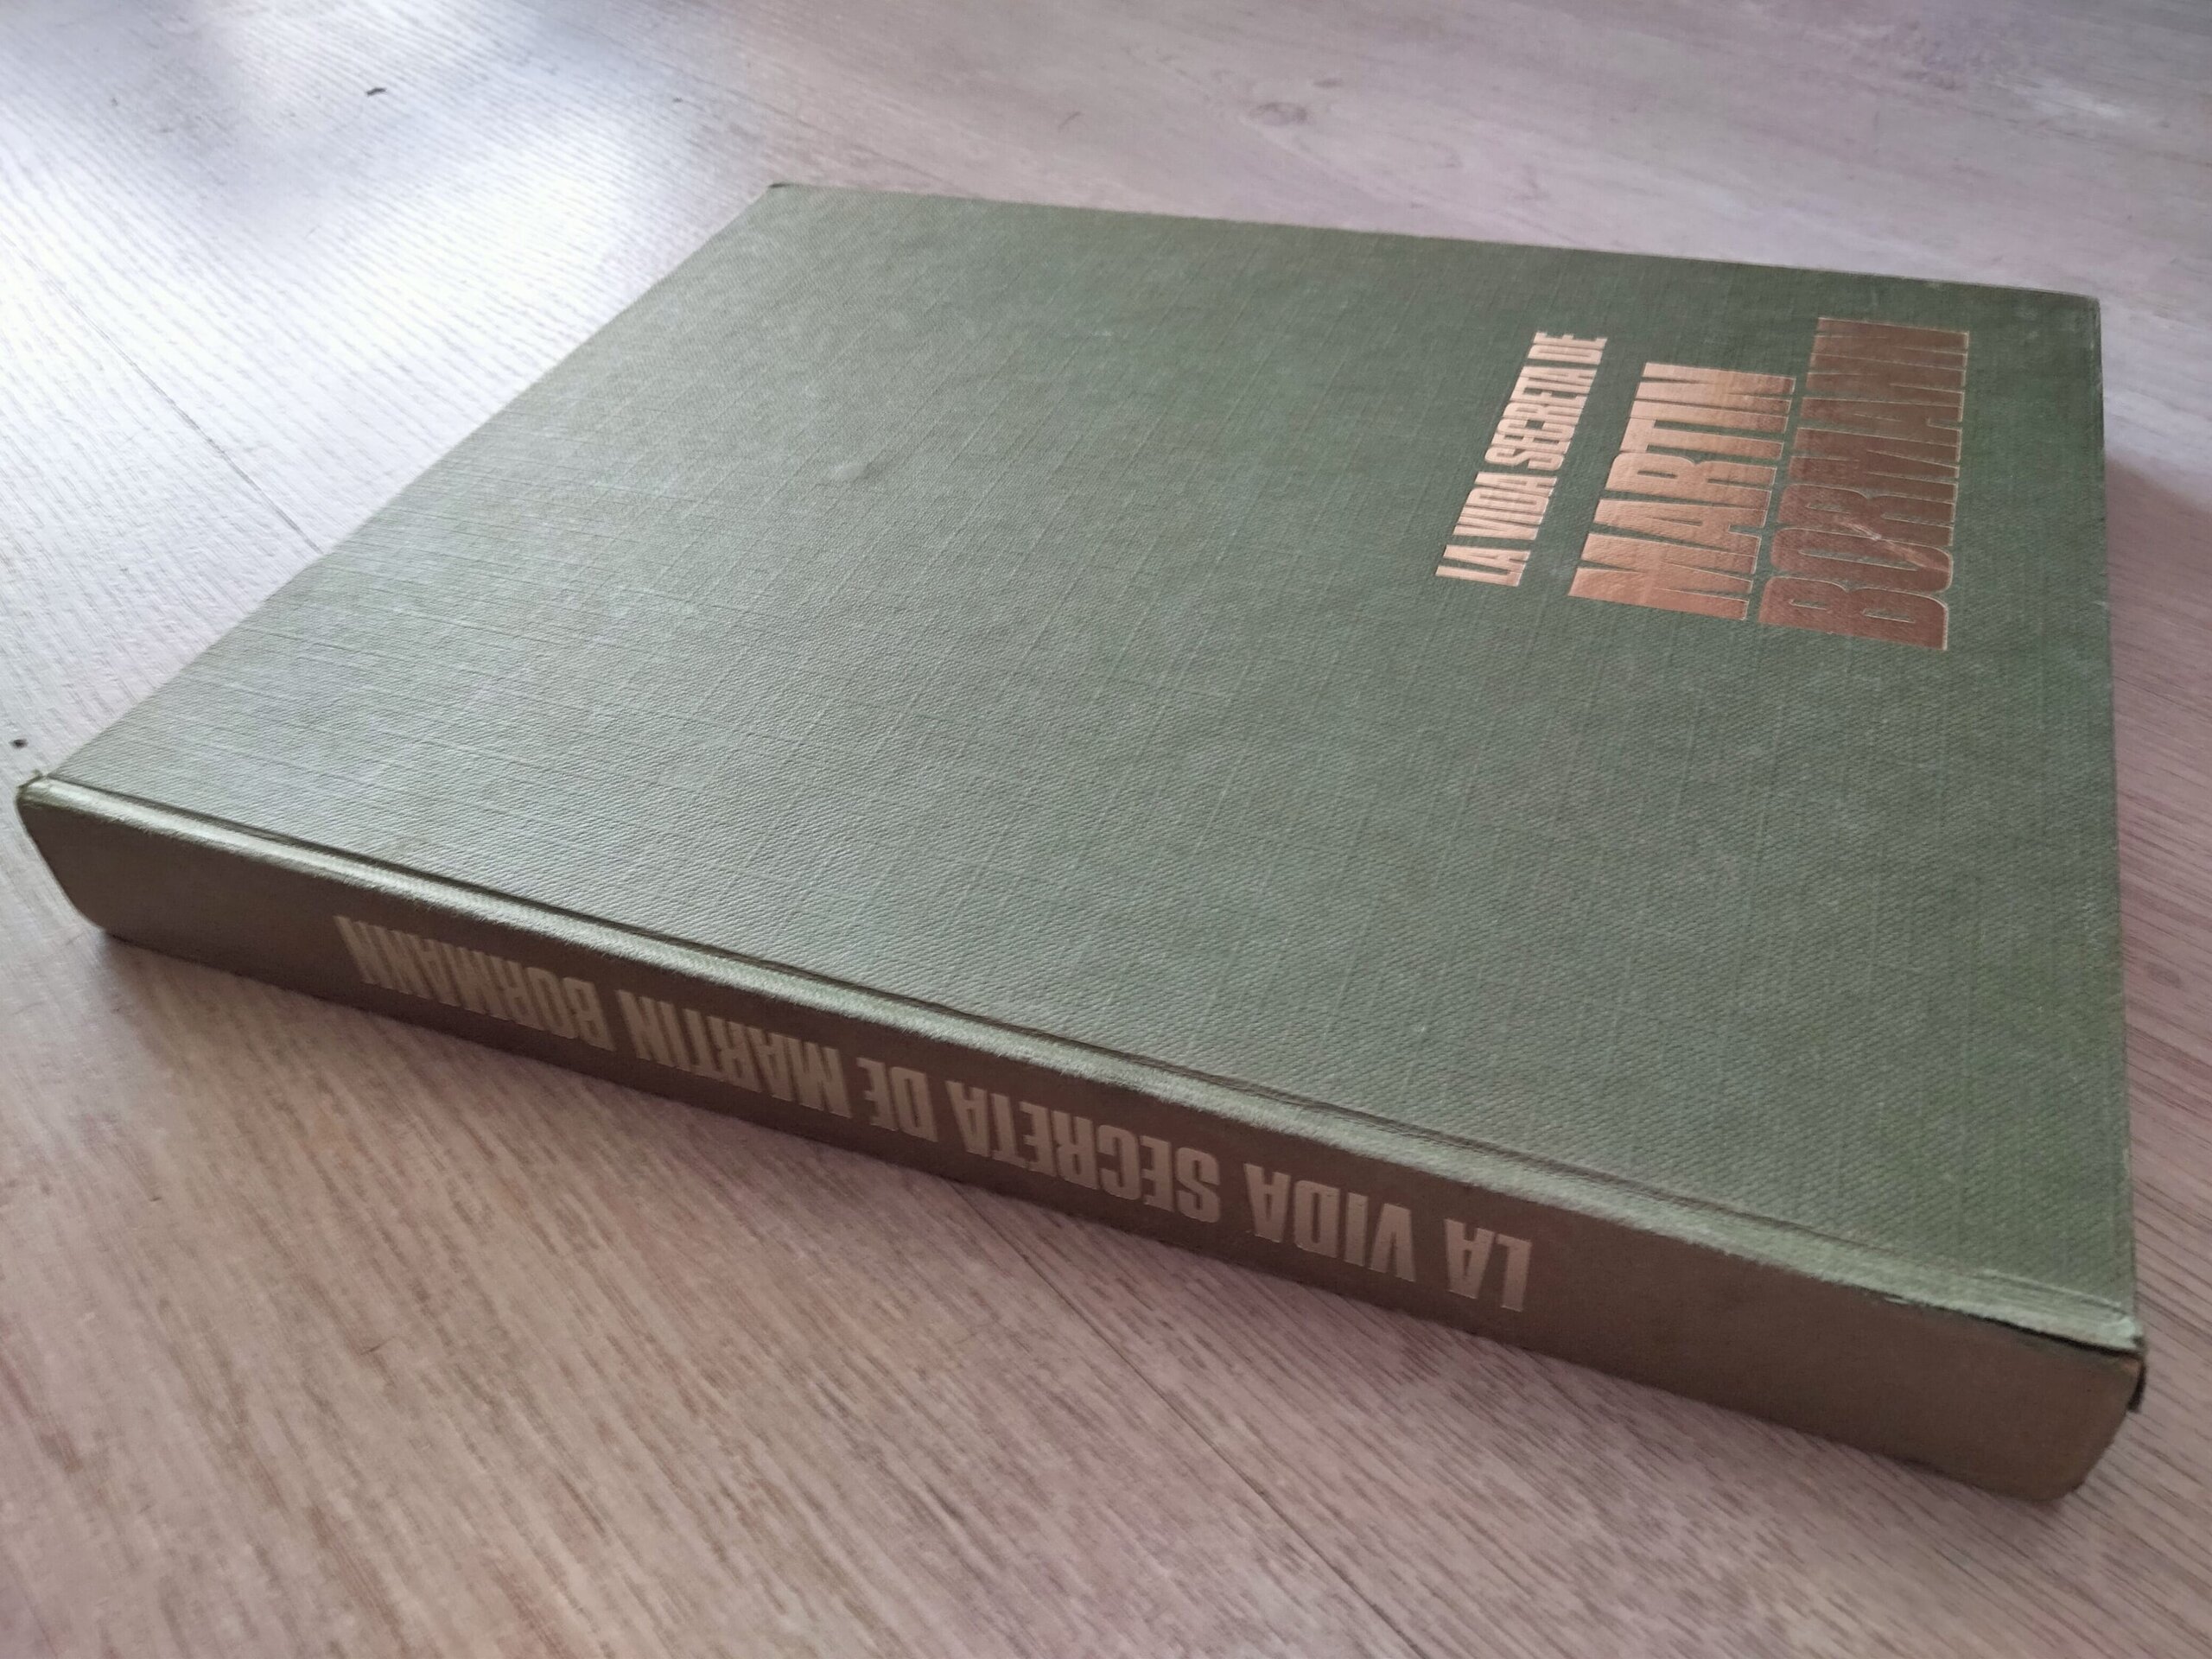 LA VIDA SECRETA DE
MARTIN
BORMANN
LA VIDA SECRETA DE MARTIN BORMANN